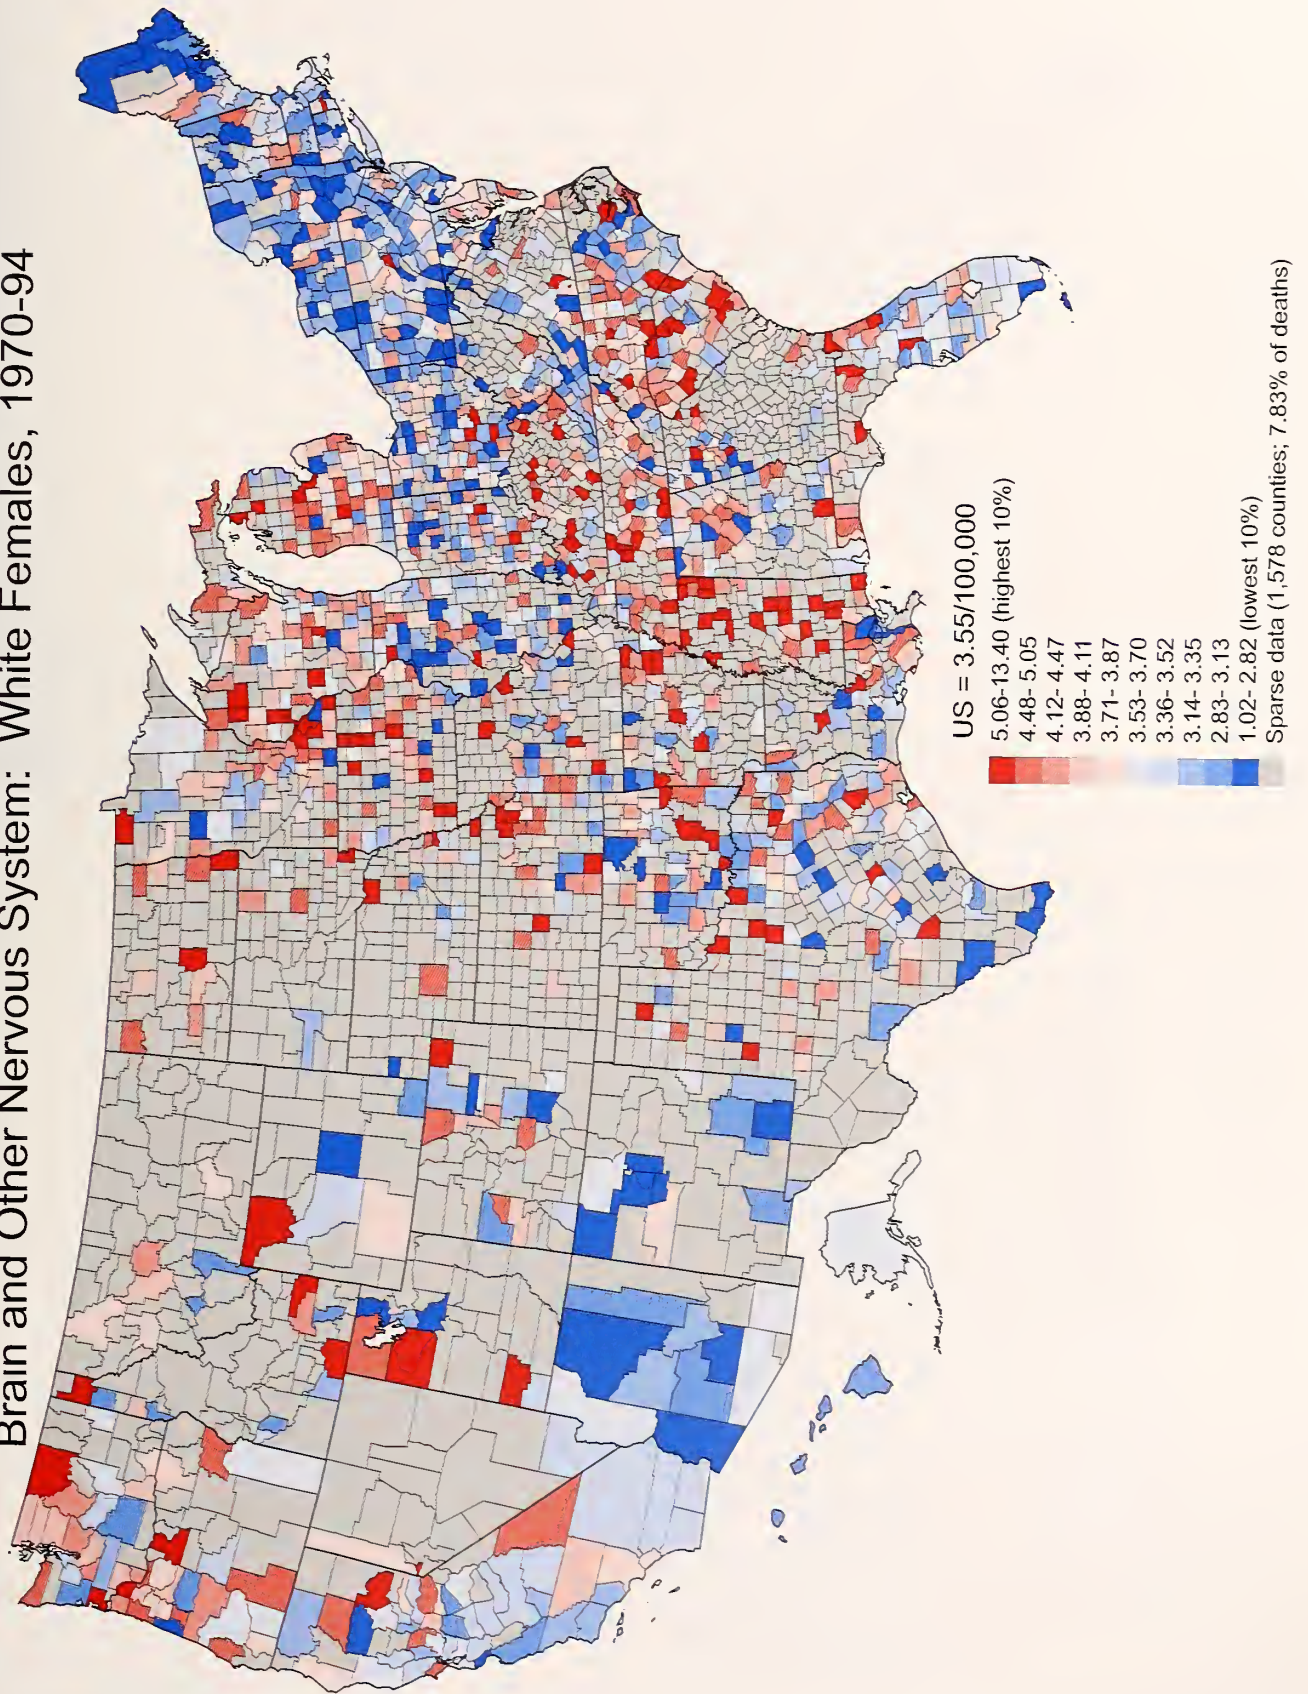 Brain and Other Nervous System: White Females, 1970-94
US = 3.55/100,000
5.06-13.40 (highest 10%)
4.48- 5.05
4.12- 4.47
3.88- 4.11
3.71- 3.87
3.53- 3.70
3.36- 3.52
3.14- 3.35
2.83- 3.13
1.02- 2.82 (lowest 10%)
Sparse data (1,578 counties; 7.83% of deaths)